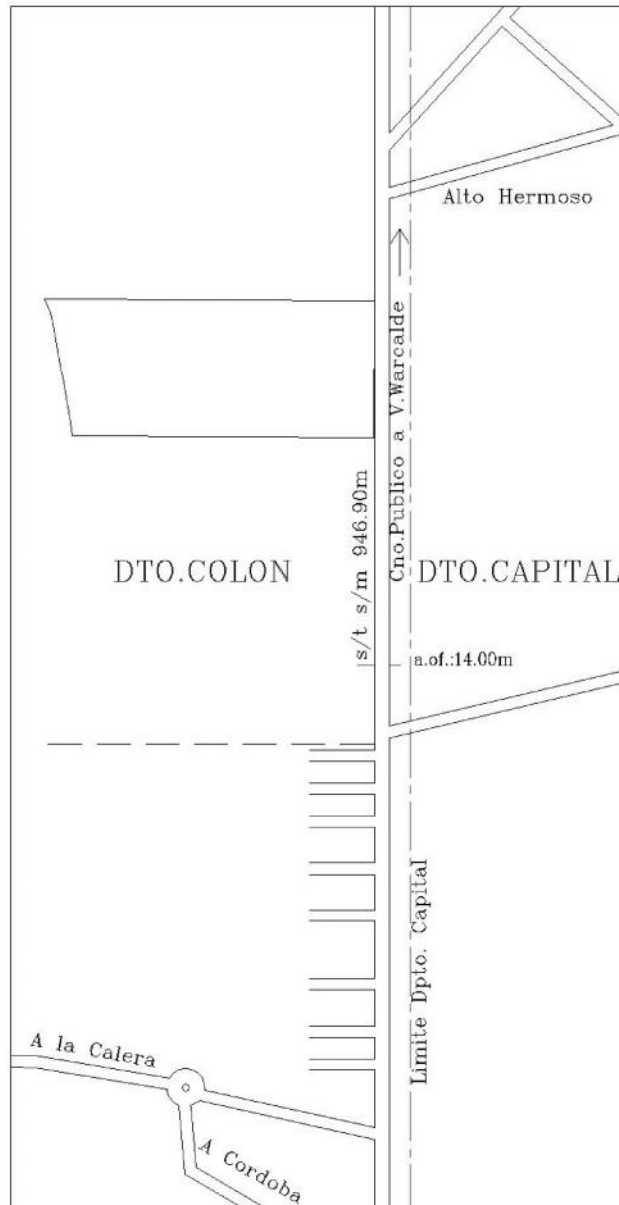 Alto Hermoso
Cno.Publico a V.Warcalde
s/t s/m 946.90m
DTO.COLON
DTO.CAPITAL
a.of.:14.00m
Limite Dpto. Capital
A la Calera
A Cordoba